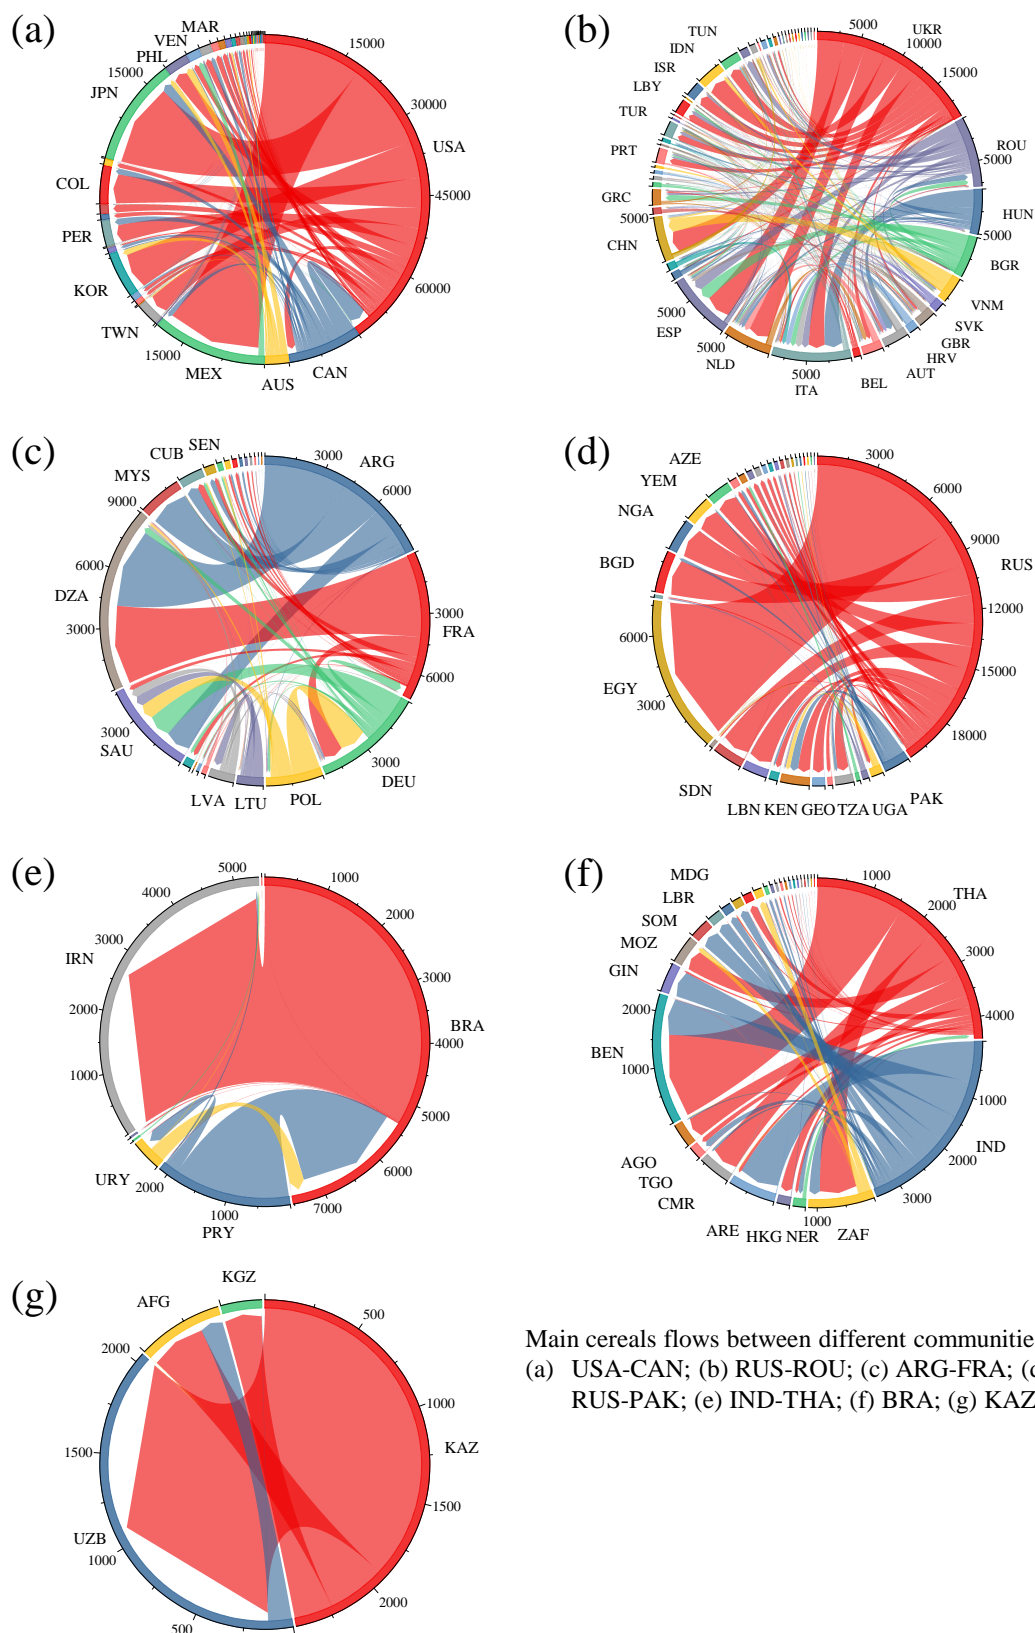 (a)
MAR
VEN
PHL
15000
JPN
COL
PER
KOR
TWN
15000
MEX
AUS
CAN
60000
45000
USA
30000
15000
(b)
TUN
IDN
ISR
LBY
TUR
PRT
GRC
5000
CHN
5000
ESP
5000
NLD
5000
ITA
BEL
AUT
HRV
GBR
SVK
VNM
BGR
5000
HUN
5000
ROU
15000
10000
UKR
5000
(c)
SEN
CUB
MYS
9000
6000
DZA
3000
3000
SAU
LVA
LTU
POL
DEU
3000
6000
FRA
3000
6000
ARG
3000
(d)
AZE
YEM
NGA
BGD
6000
EGY
3000
SDN
LBN
KEN
GEO
TZA
UGA
PAK
18000
15000
12000
RUS
9000
6000
3000
(e)
5000
4000
3000
IRN
2000
1000
URY
2000
1000
PRY
7000
6000
5000
4000
BRA
3000
2000
1000
(f)
MDG
LBR
SOM
MOZ
GIN
2000
BEN
1000
AGO
TGO
CMR
ARE
HKG
NER
1000
ZAF
3000
2000
IND
1000
4000
3000
2000
THA
1000
(g)
KGZ
AFG
2000
1500
UZB
1000
500
2000
1500
KAZ
1000
500
Main cereals flows between different communitie
(a) USA-CAN; (b) RUS-ROU; (c) ARG-FRA; (d
RUS-PAK; (e) IND-THA; (f) BRA; (g) KAZ